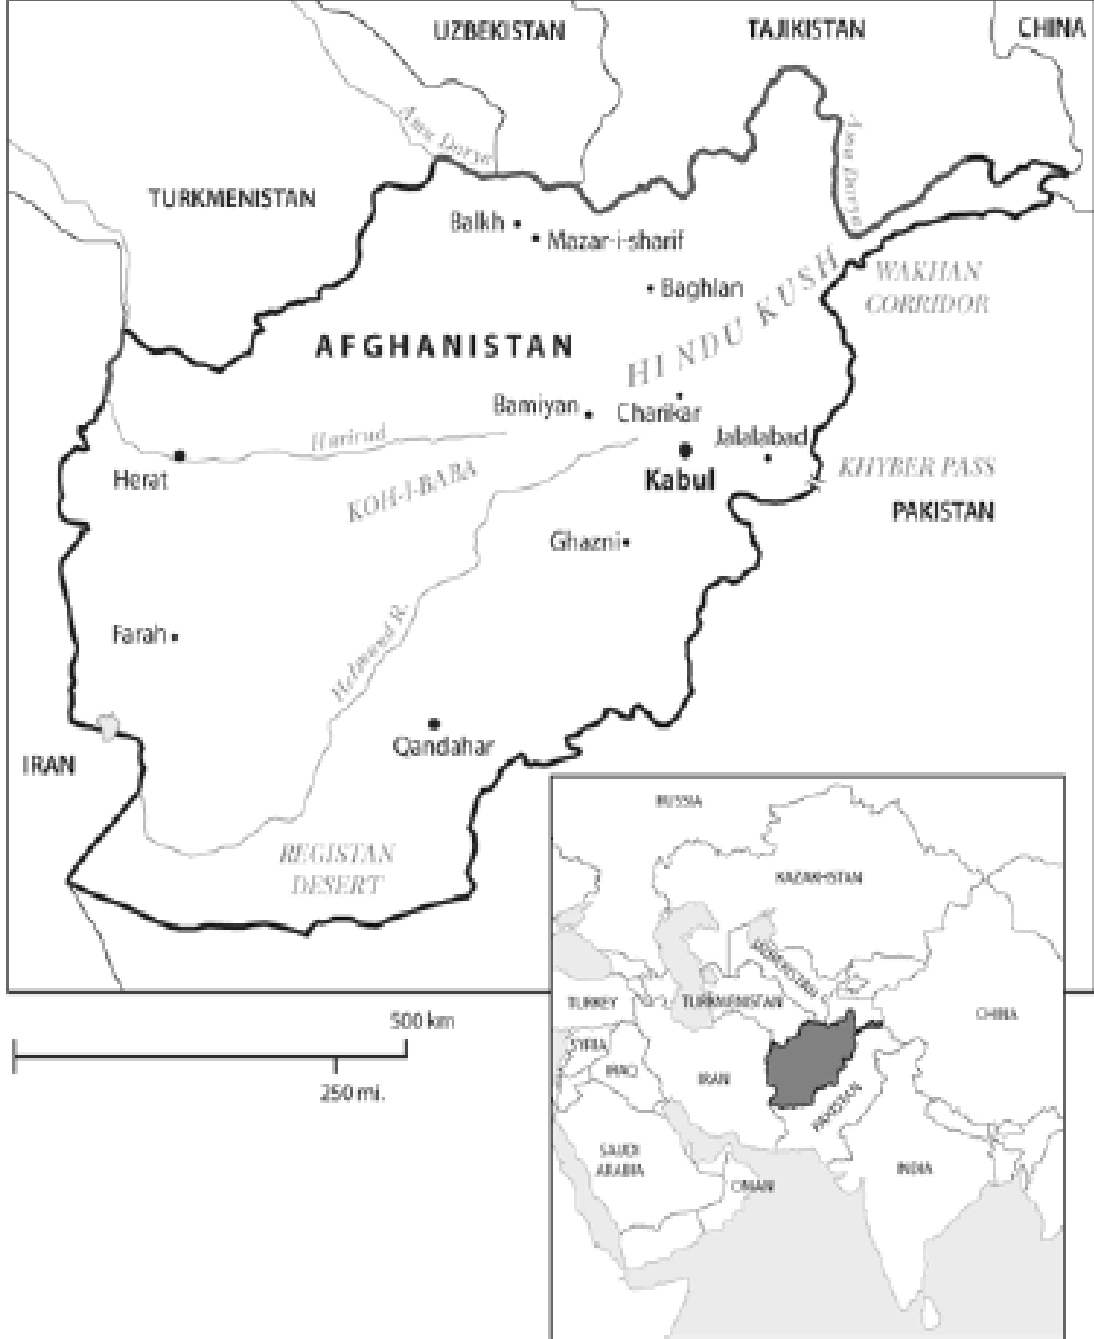 UZBEKISTAN
TAJIKISTAN
CHINA
Amu Darya
Amu Darya
TURKMENISTAN
Balkh
Mazar-i-sharif
Baghlan
HINDU KUSH
WAKHAN
CORRIDOR
AFGHANISTAN
Bamiyan
Charikar
Harirud
Jalalabad
Herat
KOH-I-BABA
Kabul
KHYBER PASS
PAKISTAN
Ghazni
Farah
Helmand R.
Qandahar
IRAN
REGISTAN
DESERT
500 km
250 mi.
RUSSIA
KAZAKHSTAN
UZBEKISTAN
TURKEY
TURKMENISTAN
CHINA
SYRIA
IRAQ
IRAN
PAKISTAN
SAUDI
ARABIA
OMAN
INDIA